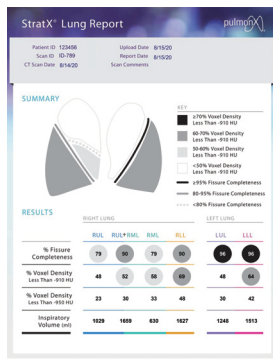 StratX® Lung Report
pulmonx
Patient ID 123456
Upload Date 8/15/20
Scan ID ID-789
Report Date 8/15/20
CT Scan Date 8/14/20
Scan Comments
SUMMARY
KEY
≥70% Voxel Density
Less Than -910 HU
60-70% Voxel Density
Less Than -910 HU
50-60% Voxel Density
Less Than -910 HU
<50% Voxel Density
Less Than -910 HU
≥95% Fissure Completeness
80-95% Fissure Completeness
<80% Fissure Completeness
RESULTS
RIGHT LUNG LEFT LUNG
RUL RUL+RML RML RLL LUL LLL
% Fissure
Completeness 79 90 79 90 96 96
% Voxel Density
Less Than -910 HU 48 52 58 69 48 64
% Voxel Density
Less Than -950 HU 23 30 33 48 30 42
Inspiratory
Volume (ml) 1029 1659 630 1627 1248 1513